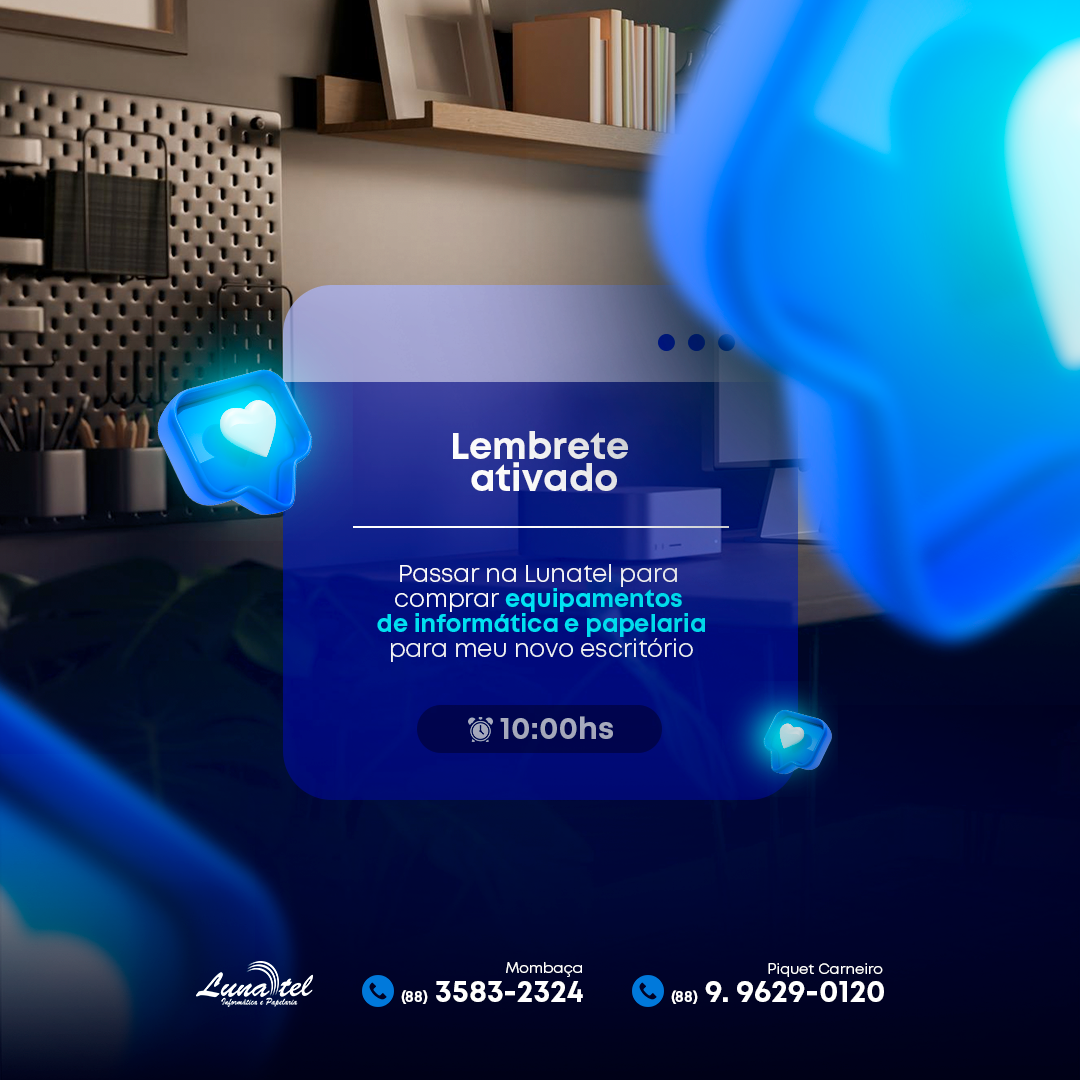 Lembrete
ativado
Passar na Lunatel para
comprar equipamentos
de informática e papelaria
para meu novo escritório
10:00hs
Lunatel
Informática e Papelaria
Mombaça
(88) 3583-2324
Piquet Carneiro
(88) 9. 9629-0120